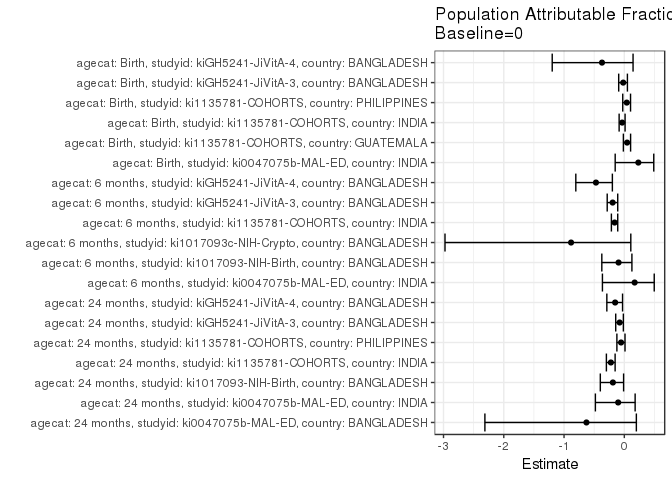 Population Attributable Fractio
Baseline=0
agecat: Birth, studyid: kiGH5241-JiVitA-4, country: BANGLADESH
agecat: Birth, studyid: kiGH5241-JiVitA-3, country: BANGLADESH
agecat: Birth, studyid: ki1135781-COHORTS, country: PHILIPPINES
agecat: Birth, studyid: ki1135781-COHORTS, country: INDIA
agecat: Birth, studyid: ki1135781-COHORTS, country: GUATEMALA
agecat: Birth, studyid: ki0047075b-MAL-ED, country: INDIA
agecat: 6 months, studyid: kiGH5241-JiVitA-4, country: BANGLADESH
agecat: 6 months, studyid: kiGH5241-JiVitA-3, country: BANGLADESH
agecat: 6 months, studyid: ki1135781-COHORTS, country: INDIA
agecat: 6 months, studyid: ki1017093c-NIH-Crypto, country: BANGLADESH
agecat: 6 months, studyid: ki1017093-NIH-Birth, country: BANGLADESH
agecat: 6 months, studyid: ki0047075b-MAL-ED, country: INDIA
agecat: 24 months, studyid: kiGH5241-JiVitA-4, country: BANGLADESH
agecat: 24 months, studyid: kiGH5241-JiVitA-3, country: BANGLADESH
agecat: 24 months, studyid: ki1135781-COHORTS, country: PHILIPPINES
agecat: 24 months, studyid: ki1135781-COHORTS, country: INDIA
agecat: 24 months, studyid: ki1017093-NIH-Birth, country: BANGLADESH
agecat: 24 months, studyid: ki0047075b-MAL-ED, country: INDIA
agecat: 24 months, studyid: ki0047075b-MAL-ED, country: BANGLADESH
-3 -2 -1 0
Estimate